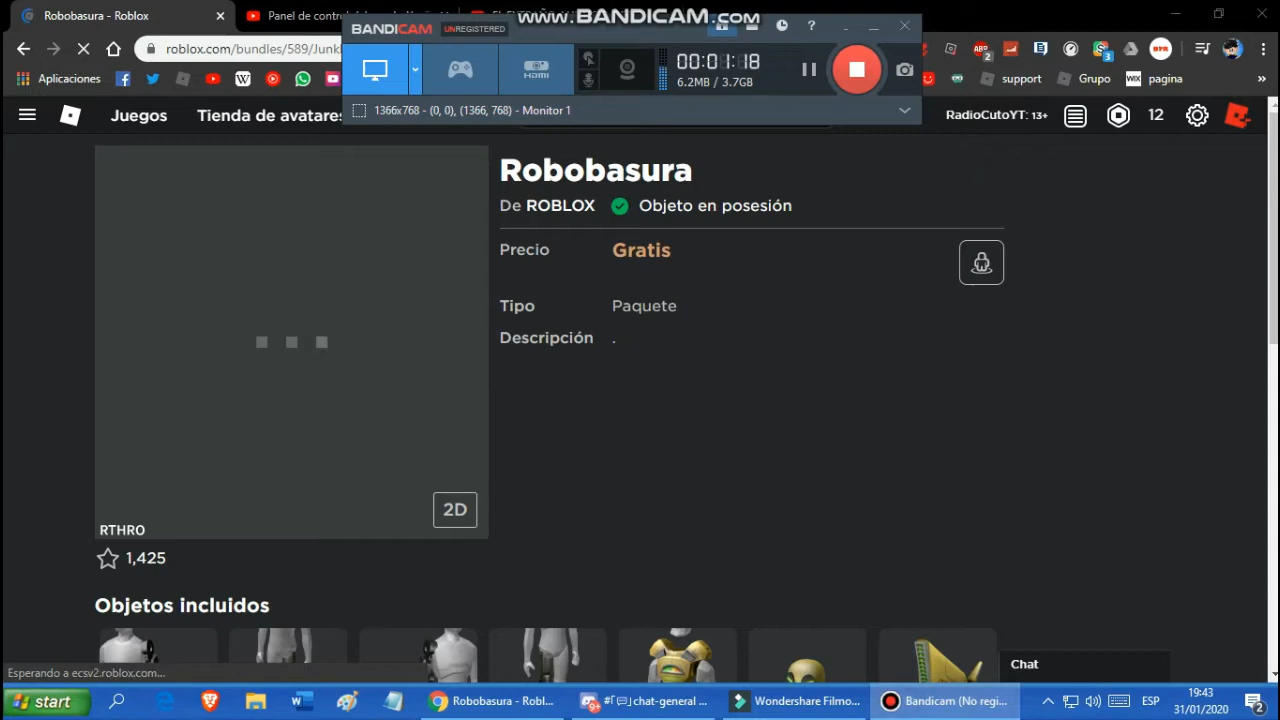 www.BANDICAM.com
Robobasura - Roblox
Panel de control
BANDICAM UNREGISTERED
00:01:18
6.2MB / 3.7GB
HDMI
1366x768 - (0, 0), (1366, 768) - Monitor 1
roblox.com/bundles/589/Junk
Aplicaciones
support
Grupo
WIX pagina
Juegos
Tienda de avatares
RadioCutoYT: 13+
12
Robobasura
De ROBLOX Objeto en posesión
Precio Gratis
Tipo Paquete
Descripción .
2D
RTHRO
1,425
Objetos incluidos
Esperando a ecsv2.roblox.com...
Chat
start
Robobasura - Robl...
chat-general ...
Wondershare Filmo...
Bandicam (No regi...
ESP
19:43
31/01/2020
2